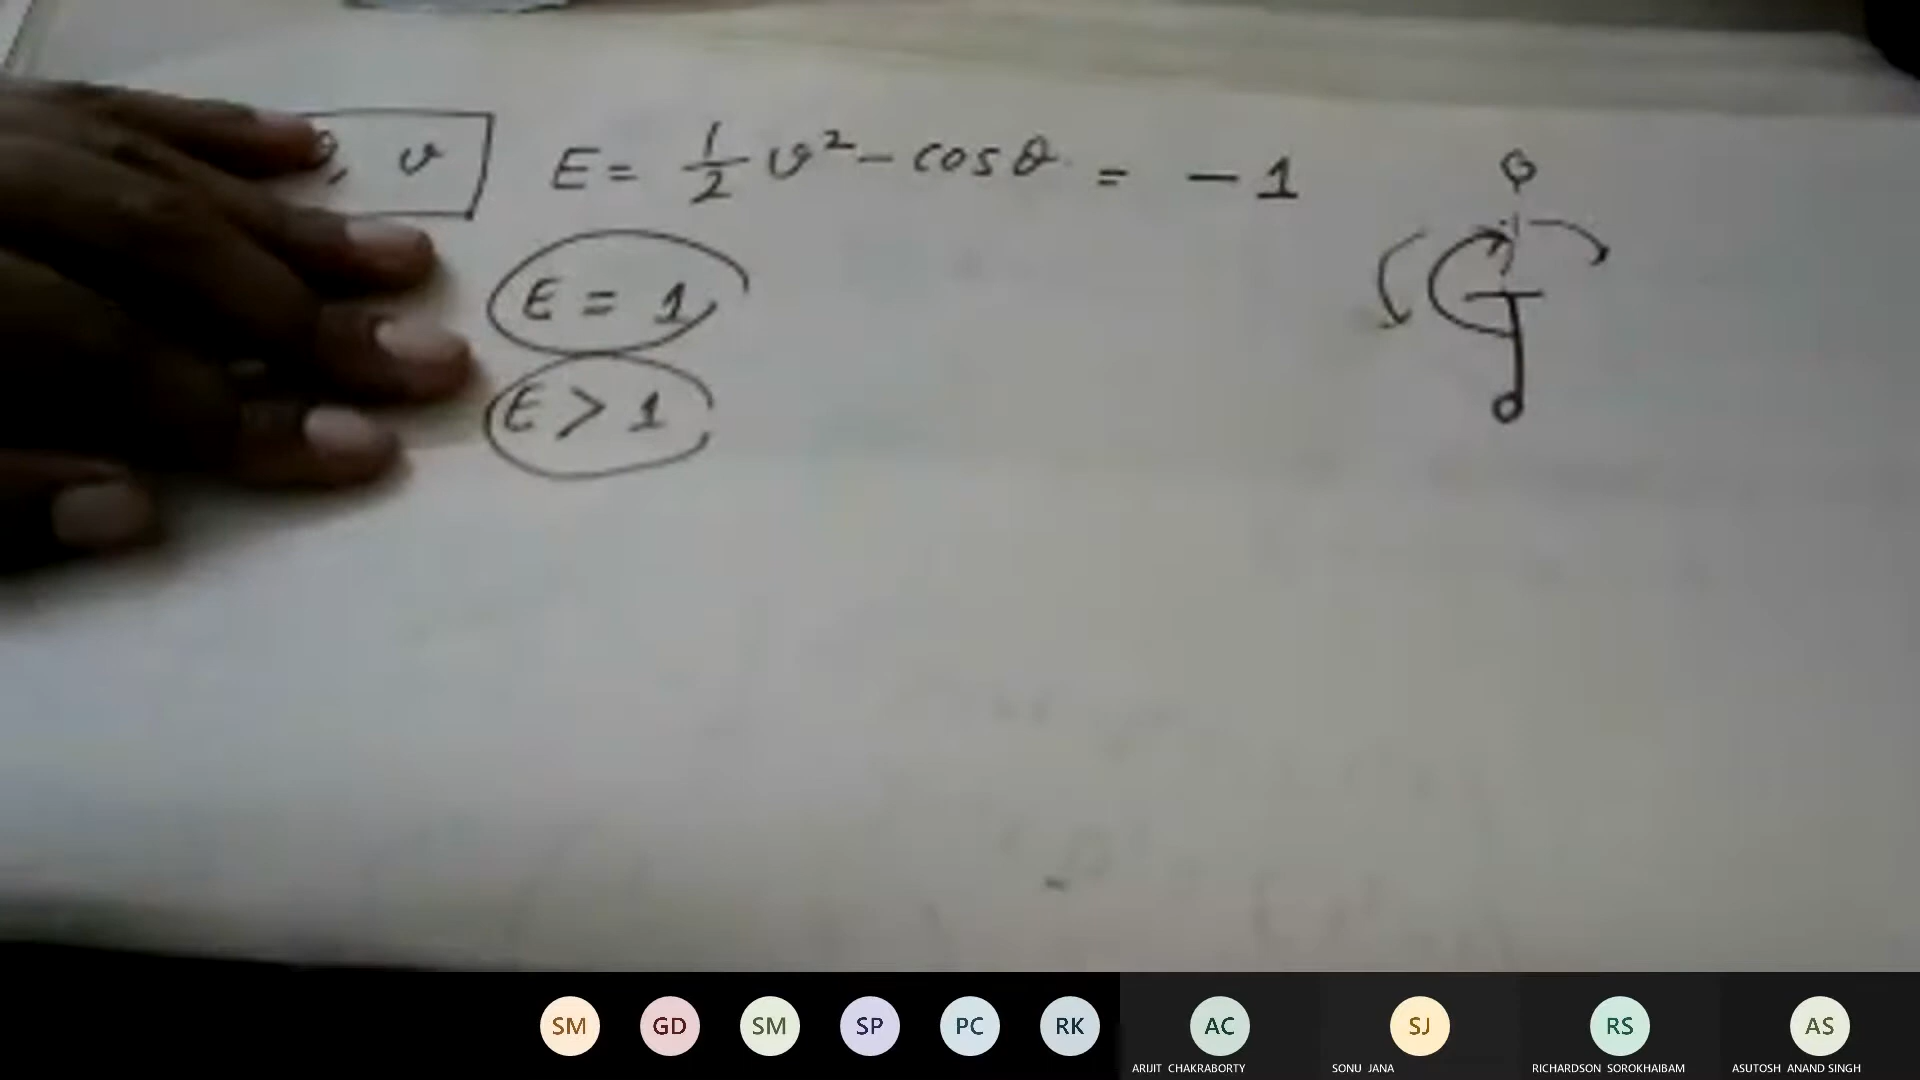 θ, v E = 1/2 v² - cosθ = -1
E = 1
E > 1
SM GD SM SP PC RK AC SJ RS AS
ARIJIT CHAKRABORTY SONU JANA RICHARDSON SOROKHAIBAM ASUTOSH ANAND SINGH